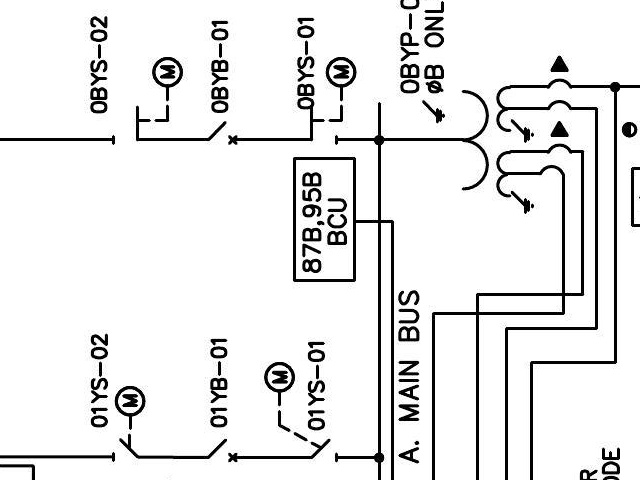 0BYS-02
M
0BYB-01
0BYS-01
M
0BYP-0
ØB ONL
87B,95B
BCU
01YS-02
M
01YB-01
M
01YS-01
A. MAIN BUS
R
ODE